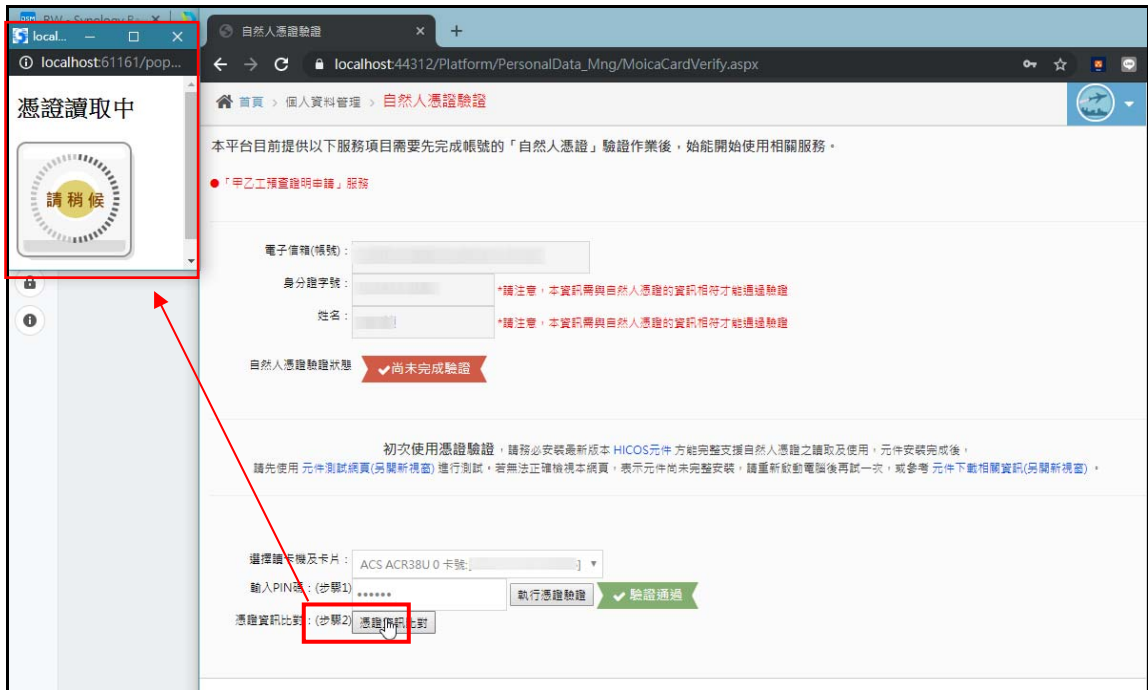 local...
localhost:61161/pop...
憑證讀取中
請稍候
自然人憑證驗證
localhost:44312/Platform/PersonalData_Mng/MoicaCardVerify.aspx
首頁 > 個人資料管理 > 自然人憑證驗證
本平台目前提供以下服務項目需要先完成帳號的「自然人憑證」驗證作業後，始能開始使用相關服務。
●「甲乙工預查證明申請」服務
電子信箱(帳號)：
身分證字號：
*請注意，本資訊需與自然人憑證的資訊相符才能通過驗證
姓名：
*請注意，本資訊需與自然人憑證的資訊相符才能通過驗證
自然人憑證驗證狀態 尚未完成驗證
初次使用憑證驗證，請務必安裝最新版本 HICOS元件 方能完整支援自然人憑證之讀取及使用，元件安裝完成後，
請先使用 元件測試網頁(另開新視窗) 進行測試，若無法正確檢視本網頁，表示元件尚未完整安裝，請重新啟動電腦後再試一次，或參考 元件下載相關資訊(另開新視窗) 。
選擇讀卡機及卡片： ACS ACR38U 0 卡號:[ ]
輸入PIN碼：(步驟1) •••••• 執行憑證驗證 驗證通過
憑證資訊比對：(步驟2) 憑證資訊比對